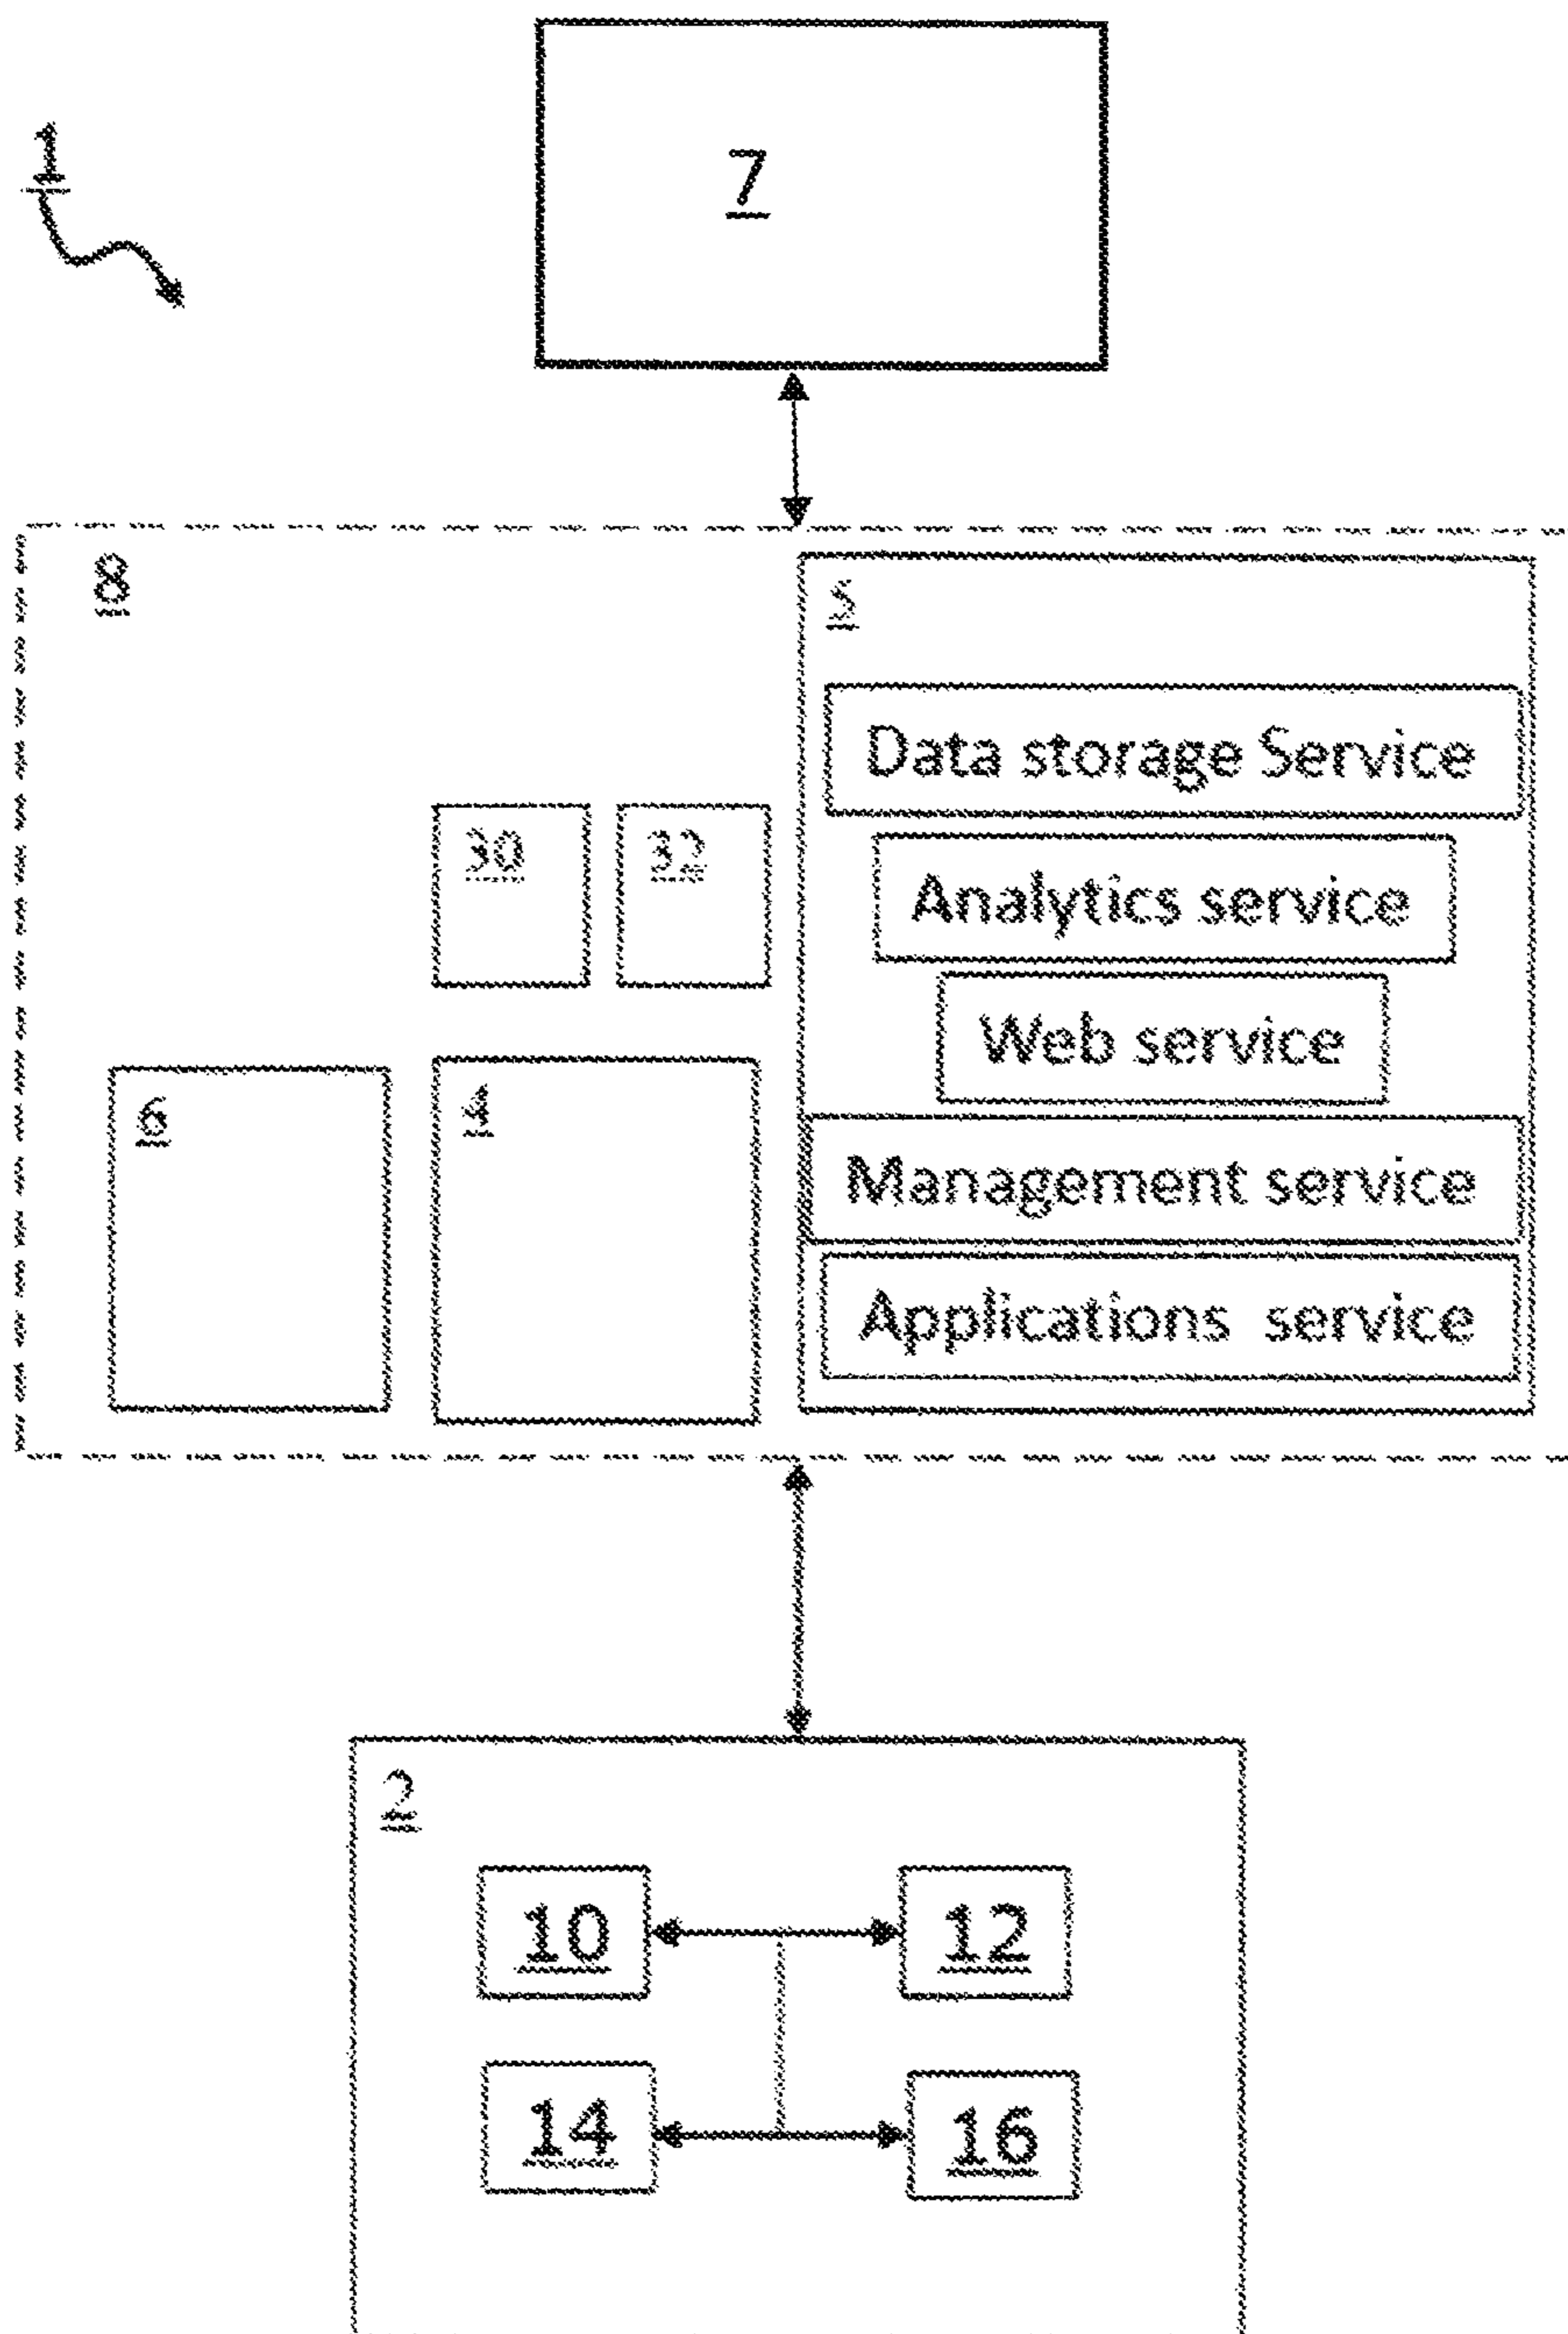 1
7
8
5
Data storage Service
30
32
Analytics service
Web service
6
4
Management service
Applications service
2
10
12
14
16